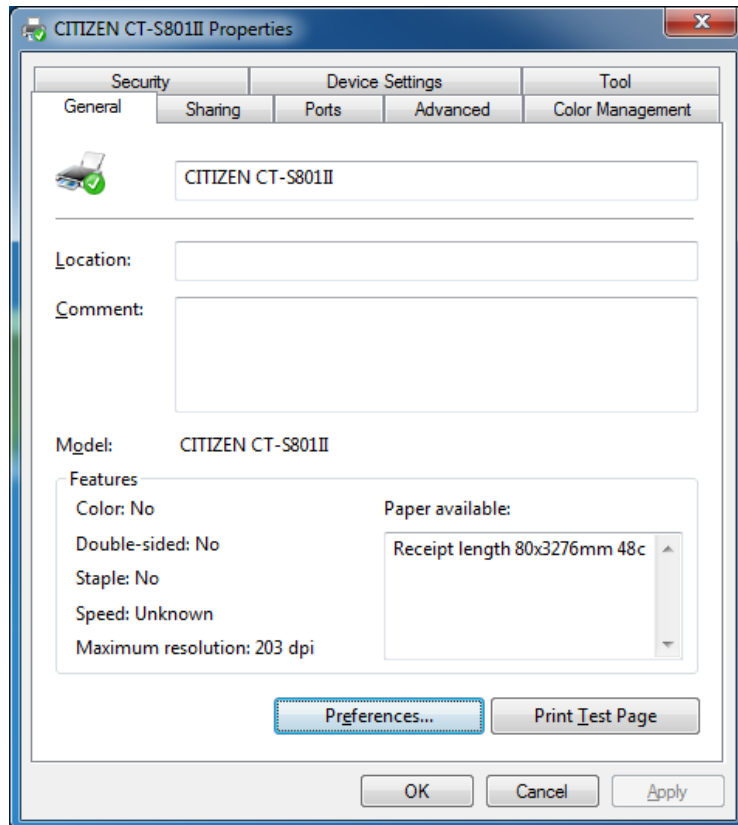 CITIZEN CT-S801II Properties
Security Device Settings Tool
General Sharing Ports Advanced Color Management
CITIZEN CT-S801II
Location:
Comment:
Model: CITIZEN CT-S801II
Features
Color: No
Paper available:
Double-sided: No
Receipt length 80x3276mm 48c
Staple: No
Speed: Unknown
Maximum resolution: 203 dpi
Preferences... Print Test Page
OK Cancel Apply